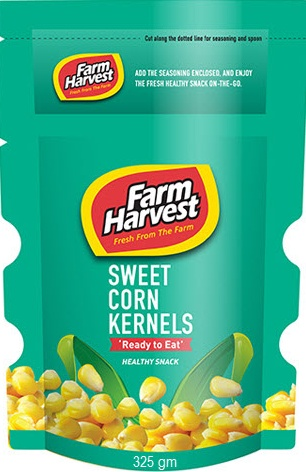 Cut along the dotted line for seasoning and spoon
Farm
Harvest
Fresh From The Farm
ADD THE SEASONING ENCLOSED, AND ENJOY
THE FRESH HEALTHY SNACK ON-THE-GO.
Farm
Harvest
Fresh From The Farm
SWEET
CORN
KERNELS
'Ready to Eat'
HEALTHY SNACK
325 gm